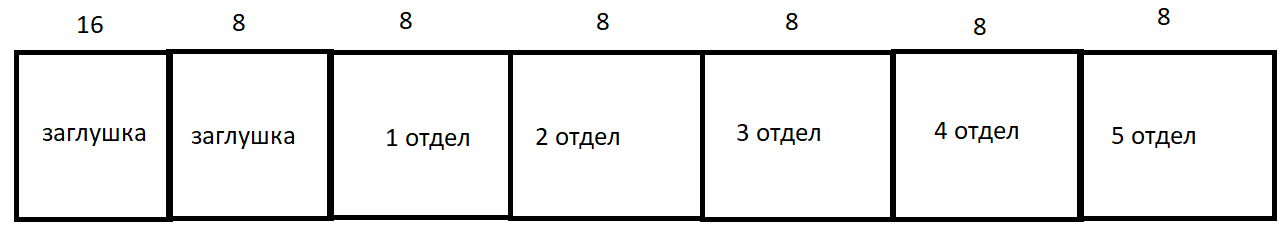 16 8 8 8 8 8 8
заглушка заглушка 1 отдел 2 отдел 3 отдел 4 отдел 5 отдел